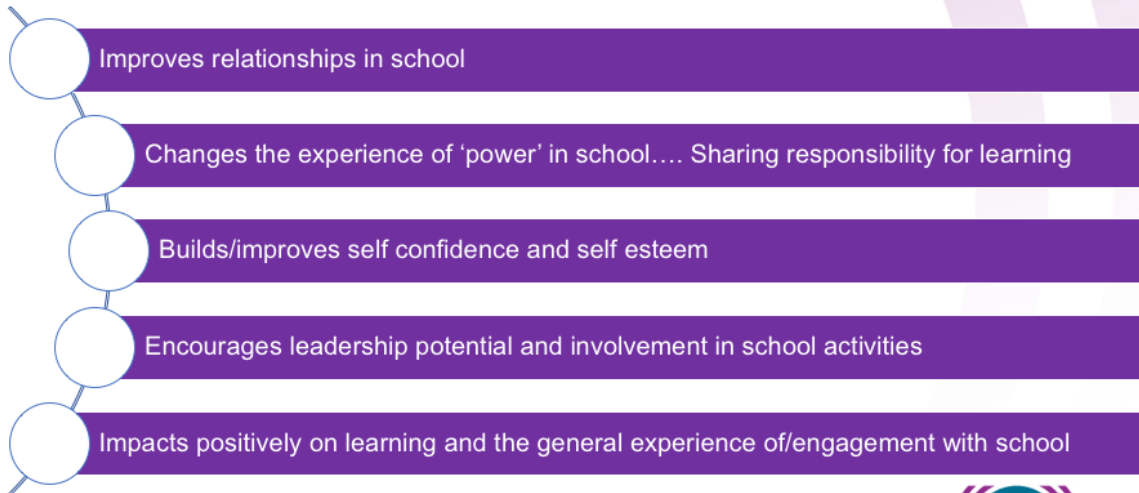 Improves relationships in school
Changes the experience of ‘power’ in school…. Sharing responsibility for learning
Builds/improves self confidence and self esteem
Encourages leadership potential and involvement in school activities
Impacts positively on learning and the general experience of/engagement with school